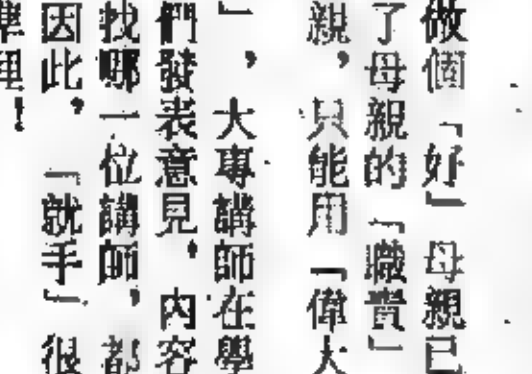 做個「好」母親已
了母親的「職責」
親，只能用「偉大
」，大專講師在學
們發表意見，內容
找哪一位講師，都
因此，「就手」很
準理！